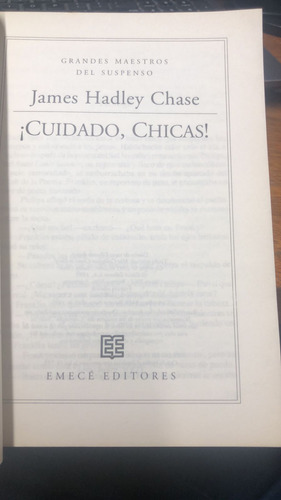 GRANDES MAESTROS
DEL SUSPENSO
James Hadley Chase
¡CUIDADO, CHICAS!
EMECÉ EDITORES